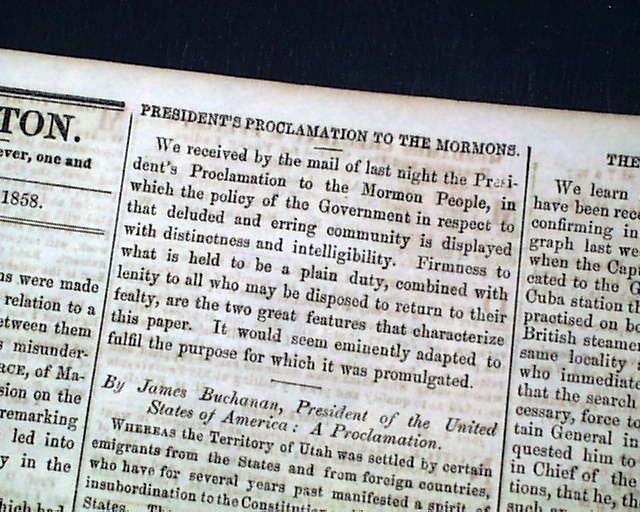 TON.
ever, one and
1858.
ns were made
relation to a
etween them
s misunder-
RCE, of Ma-
sion on the
remarking
led into
y in the
hich had
PRESIDENT'S PROCLAMATION TO THE MORMONS.
We received by the mail of last night the Presi-
dent's Proclamation to the Mormon People, in
which the policy of the Government in respect to
that deluded and erring community is displayed
with distinctness and intelligibility. Firmness to
what is held to be a plain duty, combined with
lenity to all who may be disposed to return to their
fealty, are the two great features that characterize
this paper. It would seem eminently adapted to
fulfil the purpose for which it was promulgated.
By James Buchanan, President of the United
States of America: A Proclamation.
WHEREAS the Territory of Utah was settled by certain
emigrants from the States and from foreign countries,
who have for several years past manifested a spirit of
insubordination to the Constitution
States.
THE
We learn
have been rece
confirming in
graph last we
when the Capt
cated to the G
Cuba station th
practised on bo
British steamer
same locality a
who immediat
that the search
cessary, force to
tain General in
quested him to
in Chief of the
tions, that he, th
such